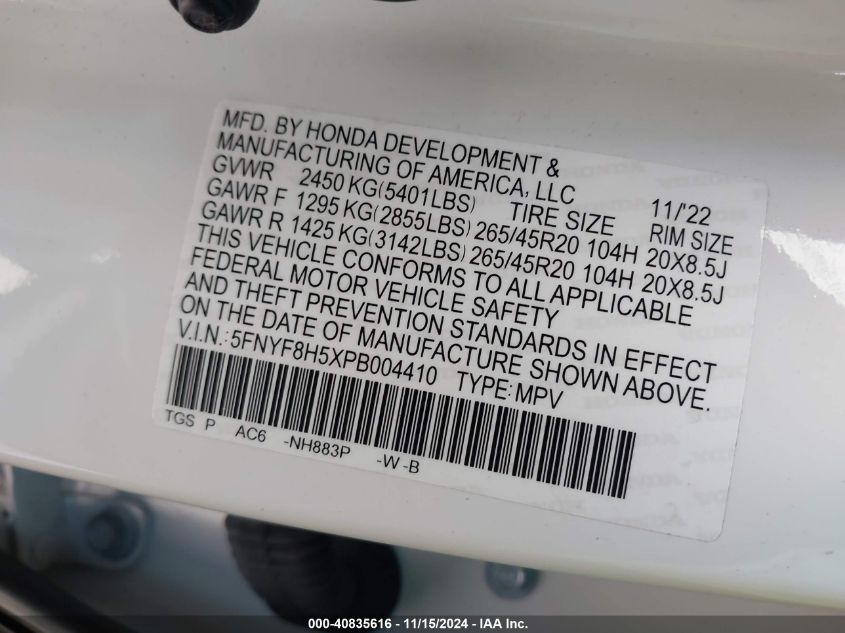 MFD. BY HONDA DEVELOPMENT &
MANUFACTURING OF AMERICA, LLC
GVWR 2450 KG(5401LBS) TIRE SIZE 11/'22 RIM SIZE
GAWR F 1295 KG(2855LBS) 265/45R20 104H 20X8.5J
GAWR R 1425 KG(3142LBS) 265/45R20 104H 20X8.5J
THIS VEHICLE CONFORMS TO ALL APPLICABLE
FEDERAL MOTOR VEHICLE SAFETY
AND THEFT PREVENTION STANDARDS IN EFFECT
ON THE DATE OF MANUFACTURE SHOWN ABOVE.
V.I.N.:5FNYF8H5XPB004410 TYPE:MPV
TGS P AC6 -NH883P -W -B
000-40835616 - 11/15/2024 - IAA Inc.